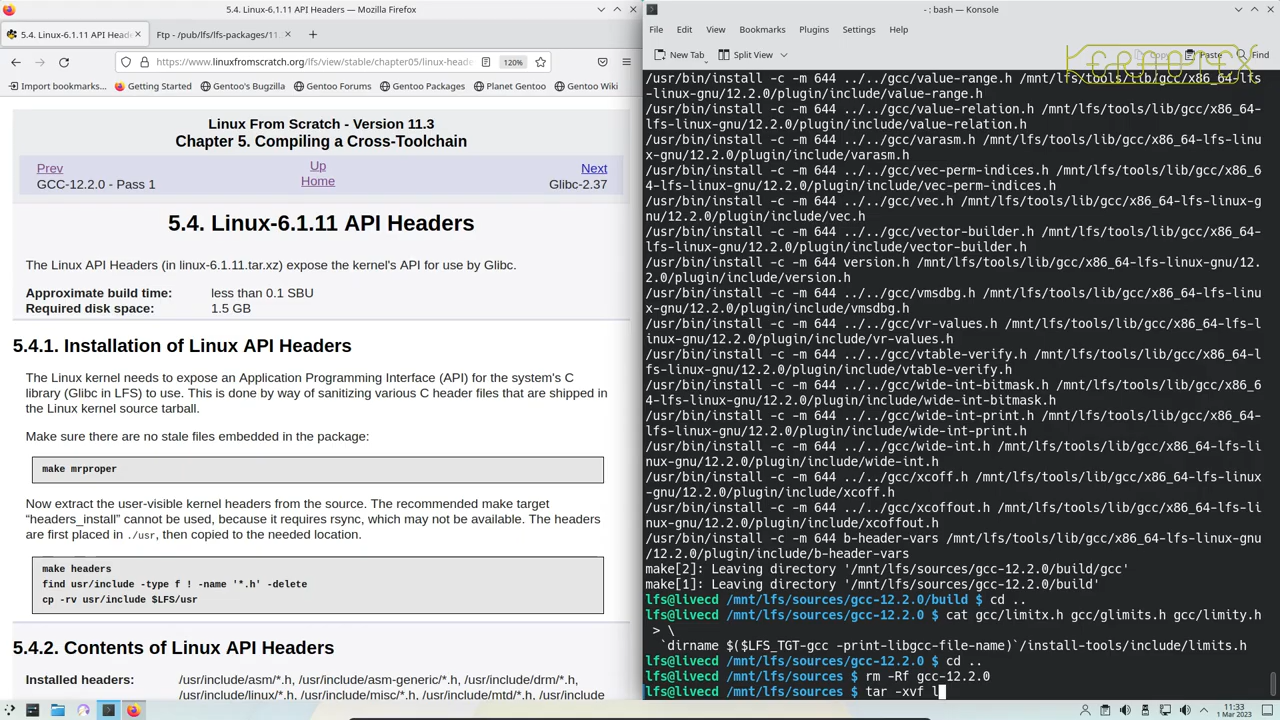 5.4. Linux-6.1.11 API Headers — Mozilla Firefox
5.4. Linux-6.1.11 API Heade
Ftp - /pub/lfs/lfs-packages/11.
https://www.linuxfromscratch.org/lfs/view/stable/chapter05/linux-heade
120%
Import bookmarks...
Getting Started
Gentoo's Bugzilla
Gentoo Forums
Gentoo Packages
Planet Gentoo
Gentoo Wiki
Linux From Scratch - Version 11.3
Chapter 5. Compiling a Cross-Toolchain
Prev
Up
Next
GCC-12.2.0 - Pass 1
Home
Glibc-2.37
5.4. Linux-6.1.11 API Headers
The Linux API Headers (in linux-6.1.11.tar.xz) expose the kernel's API for use by Glibc.
Approximate build time: less than 0.1 SBU
Required disk space: 1.5 GB
5.4.1. Installation of Linux API Headers
The Linux kernel needs to expose an Application Programming Interface (API) for the system's C
library (Glibc in LFS) to use. This is done by way of sanitizing various C header files that are shipped in
the Linux kernel source tarball.
Make sure there are no stale files embedded in the package:
make mrproper
Now extract the user-visible kernel headers from the source. The recommended make target
“headers_install” cannot be used, because it requires rsync, which may not be available. The headers
are first placed in ./usr, then copied to the needed location.
make headers
find usr/include -type f ! -name '*.h' -delete
cp -rv usr/include $LFS/usr
5.4.2. Contents of Linux API Headers
Installed headers: /usr/include/asm/*.h, /usr/include/asm-generic/*.h, /usr/include/drm/*.h,
/usr/include/linux/*.h, /usr/include/misc/*.h, /usr/include/mtd/*.h, /usr/include
- : bash — Konsole
File Edit View Bookmarks Plugins Settings Help
New Tab
Split View
Copy
Paste
Find
KERNOTEX
/usr/bin/install -c -m 644 ../../gcc/value-range.h /mnt/lfs/tools/lib/gcc/x86_64-lfs
-linux-gnu/12.2.0/plugin/include/value-range.h
/usr/bin/install -c -m 644 ../../gcc/value-relation.h /mnt/lfs/tools/lib/gcc/x86_64-
lfs-linux-gnu/12.2.0/plugin/include/value-relation.h
/usr/bin/install -c -m 644 ../../gcc/varasm.h /mnt/lfs/tools/lib/gcc/x86_64-lfs-linu
x-gnu/12.2.0/plugin/include/varasm.h
/usr/bin/install -c -m 644 ../../gcc/vec-perm-indices.h /mnt/lfs/tools/lib/gcc/x86_6
4-lfs-linux-gnu/12.2.0/plugin/include/vec-perm-indices.h
/usr/bin/install -c -m 644 ../../gcc/vec.h /mnt/lfs/tools/lib/gcc/x86_64-lfs-linux-g
nu/12.2.0/plugin/include/vec.h
/usr/bin/install -c -m 644 ../../gcc/vector-builder.h /mnt/lfs/tools/lib/gcc/x86_64-
lfs-linux-gnu/12.2.0/plugin/include/vector-builder.h
/usr/bin/install -c -m 644 version.h /mnt/lfs/tools/lib/gcc/x86_64-lfs-linux-gnu/12.
2.0/plugin/include/version.h
/usr/bin/install -c -m 644 ../../gcc/vmsdbg.h /mnt/lfs/tools/lib/gcc/x86_64-lfs-linu
x-gnu/12.2.0/plugin/include/vmsdbg.h
/usr/bin/install -c -m 644 ../../gcc/vr-values.h /mnt/lfs/tools/lib/gcc/x86_64-lfs-l
inux-gnu/12.2.0/plugin/include/vr-values.h
/usr/bin/install -c -m 644 ../../gcc/vtable-verify.h /mnt/lfs/tools/lib/gcc/x86_64-l
fs-linux-gnu/12.2.0/plugin/include/vtable-verify.h
/usr/bin/install -c -m 644 ../../gcc/wide-int-bitmask.h /mnt/lfs/tools/lib/gcc/x86_6
4-lfs-linux-gnu/12.2.0/plugin/include/wide-int-bitmask.h
/usr/bin/install -c -m 644 ../../gcc/wide-int-print.h /mnt/lfs/tools/lib/gcc/x86_64-
lfs-linux-gnu/12.2.0/plugin/include/wide-int-print.h
/usr/bin/install -c -m 644 ../../gcc/wide-int.h /mnt/lfs/tools/lib/gcc/x86_64-lfs-li
nux-gnu/12.2.0/plugin/include/wide-int.h
/usr/bin/install -c -m 644 ../../gcc/xcoff.h /mnt/lfs/tools/lib/gcc/x86_64-lfs-linux
-gnu/12.2.0/plugin/include/xcoff.h
/usr/bin/install -c -m 644 ../../gcc/xcoffout.h /mnt/lfs/tools/lib/gcc/x86_64-lfs-li
nux-gnu/12.2.0/plugin/include/xcoffout.h
/usr/bin/install -c -m 644 b-header-vars /mnt/lfs/tools/lib/gcc/x86_64-lfs-linux-gnu
/12.2.0/plugin/include/b-header-vars
make[2]: Leaving directory '/mnt/lfs/sources/gcc-12.2.0/build/gcc'
make[1]: Leaving directory '/mnt/lfs/sources/gcc-12.2.0/build'
lfs@livecd /mnt/lfs/sources/gcc-12.2.0/build $ cd ..
lfs@livecd /mnt/lfs/sources/gcc-12.2.0 $ cat gcc/limitx.h gcc/glimits.h gcc/limity.h
> \
`dirname $($LFS_TGT-gcc -print-libgcc-file-name)`/install-tools/include/limits.h
lfs@livecd /mnt/lfs/sources/gcc-12.2.0 $ cd ..
lfs@livecd /mnt/lfs/sources $ rm -Rf gcc-12.2.0
lfs@livecd /mnt/lfs/sources $ tar -xvf l
11:33
1 Mar 2023